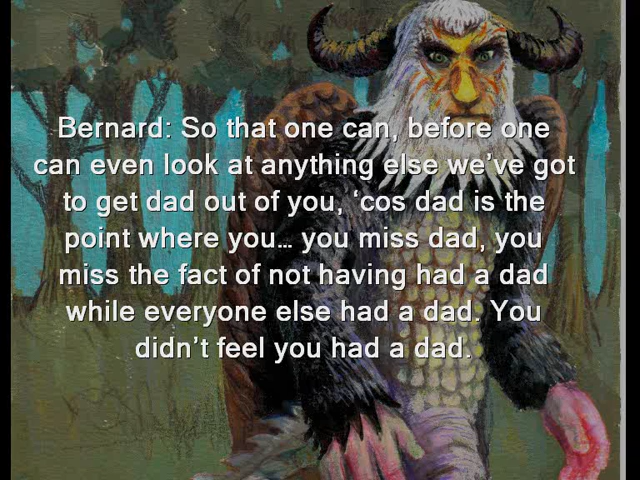 Bernard: So that one can, before one
can even look at anything else we’ve got
to get dad out of you, ‘cos dad is the
point where you… you miss dad, you
miss the fact of not having had a dad
while everyone else had a dad. You
didn’t feel you had a dad.